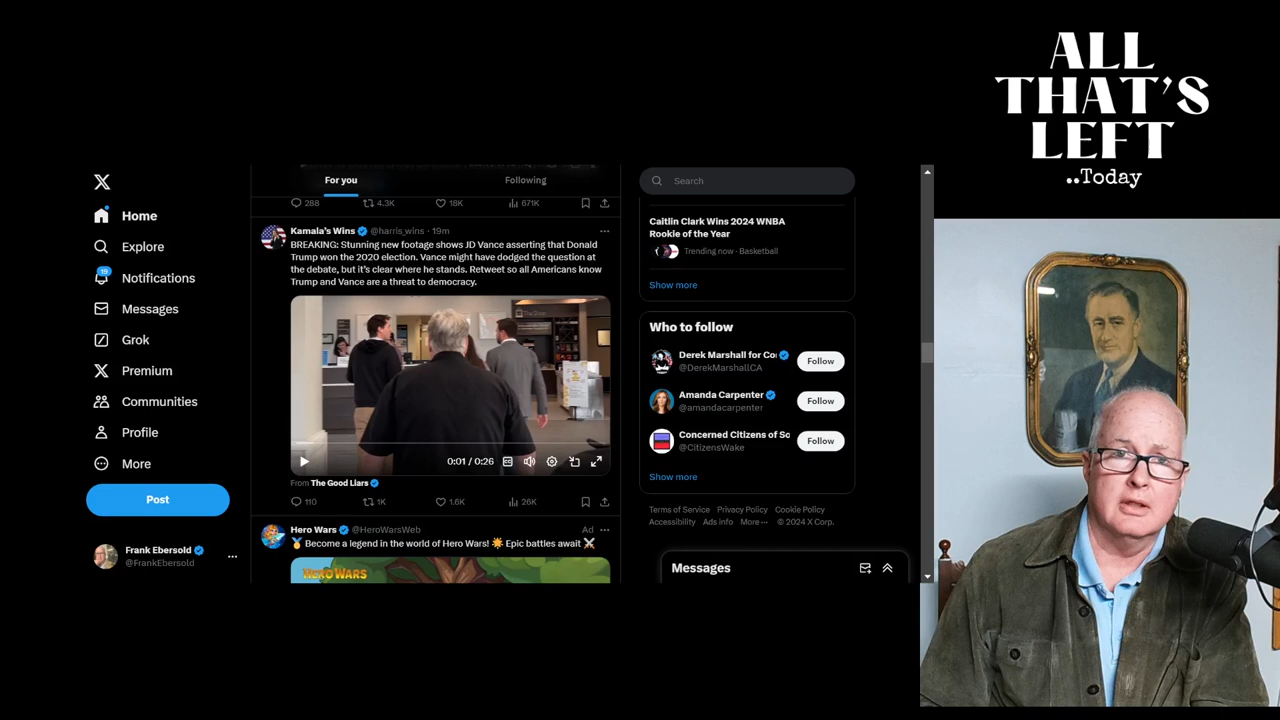 ALL
THAT'S
LEFT
..Today
For you
Following
Search
Home
Explore
19
Notifications
Messages
Grok
Premium
Communities
Profile
More
Post
Frank Ebersold
@FrankEbersold
288
4.3K
18K
671K
Kamala's Wins @harris_wins · 19m
BREAKING: Stunning new footage shows JD Vance asserting that Donald
Trump won the 2020 election. Vance might have dodged the question at
the debate, but it's clear where he stands. Retweet so all Americans know
Trump and Vance are a threat to democracy.
0:01 / 0:26
From The Good Liars
110
1K
1.6K
26K
Hero Wars @HeroWarsWeb
Ad
Become a legend in the world of Hero Wars! Epic battles await
HERO WARS
Caitlin Clark Wins 2024 WNBA
Rookie of the Year
Trending now · Basketball
Show more
Who to follow
Derek Marshall for Co
@DerekMarshallCA
Follow
Amanda Carpenter
@amandacarpenter
Follow
Concerned Citizens of Sc
@CitizensWake
Follow
Show more
Terms of Service Privacy Policy Cookie Policy
Accessibility Ads info More ··· © 2024 X Corp.
Messages